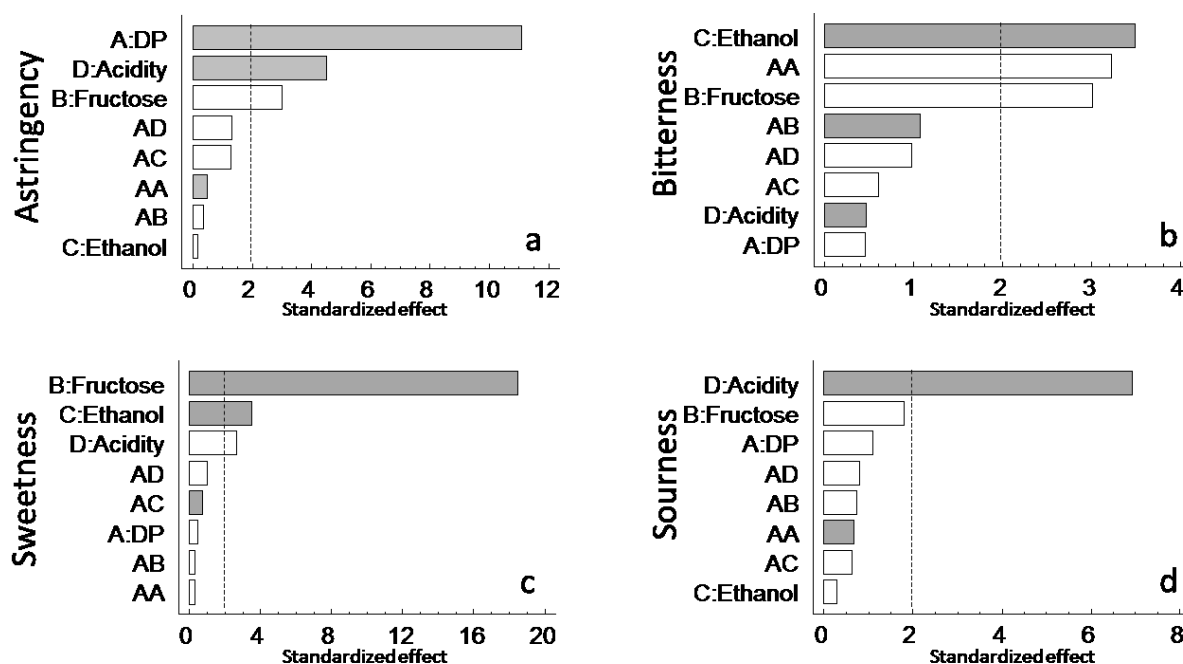 Astringency
A:DP
D:Acidity
B:Fructose
AD
AC
AA
AB
C:Ethanol
a
0 2 4 6 8 10 12
Standardized effect
Bitterness
C:Ethanol
AA
B:Fructose
AB
AD
AC
D:Acidity
A:DP
b
0 1 2 3 4
Standardized effect
Sweetness
B:Fructose
C:Ethanol
D:Acidity
AD
AC
A:DP
AB
AA
c
0 4 8 12 16 20
Standardized effect
Sourness
D:Acidity
B:Fructose
A:DP
AD
AB
AA
AC
C:Ethanol
d
0 2 4 6 8
Standardized effect